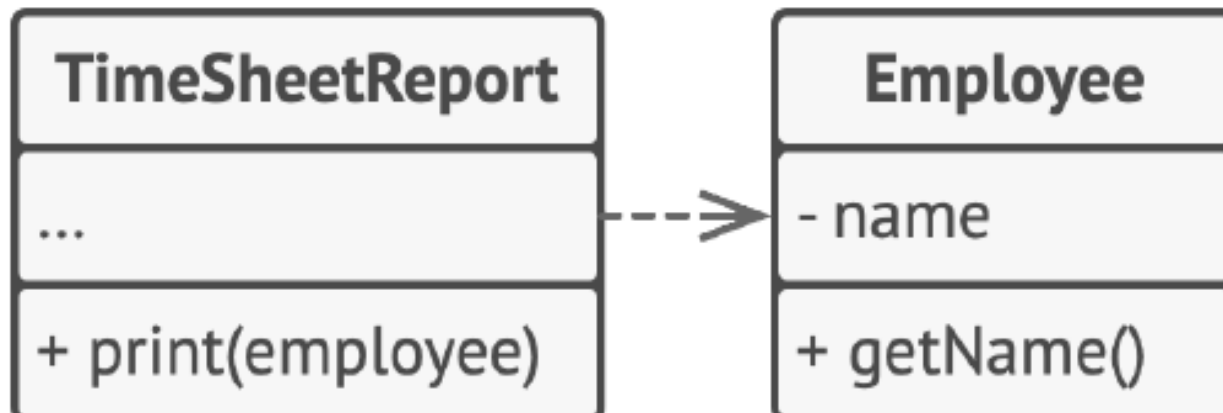 TimeSheetReport
...
+ print(employee)
Employee
- name
+ getName()